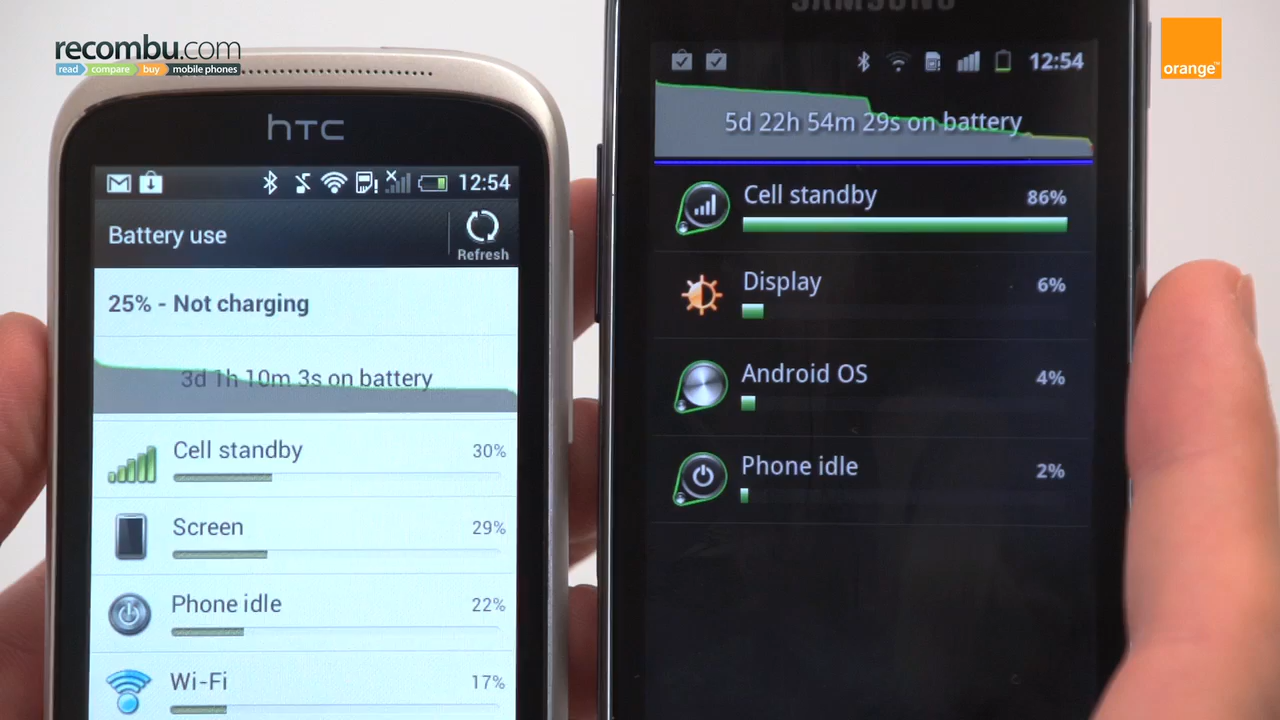 recombu.com
read compare buy mobile phones
orange™
hTC
12:54
Battery use
Refresh
25% - Not charging
3d 1h 10m 3s on battery
Cell standby 30%
Screen 29%
Phone idle 22%
Wi-Fi 17%
SAMSUNG
12:54
5d 22h 54m 29s on battery
Cell standby 86%
Display 6%
Android OS 4%
Phone idle 2%